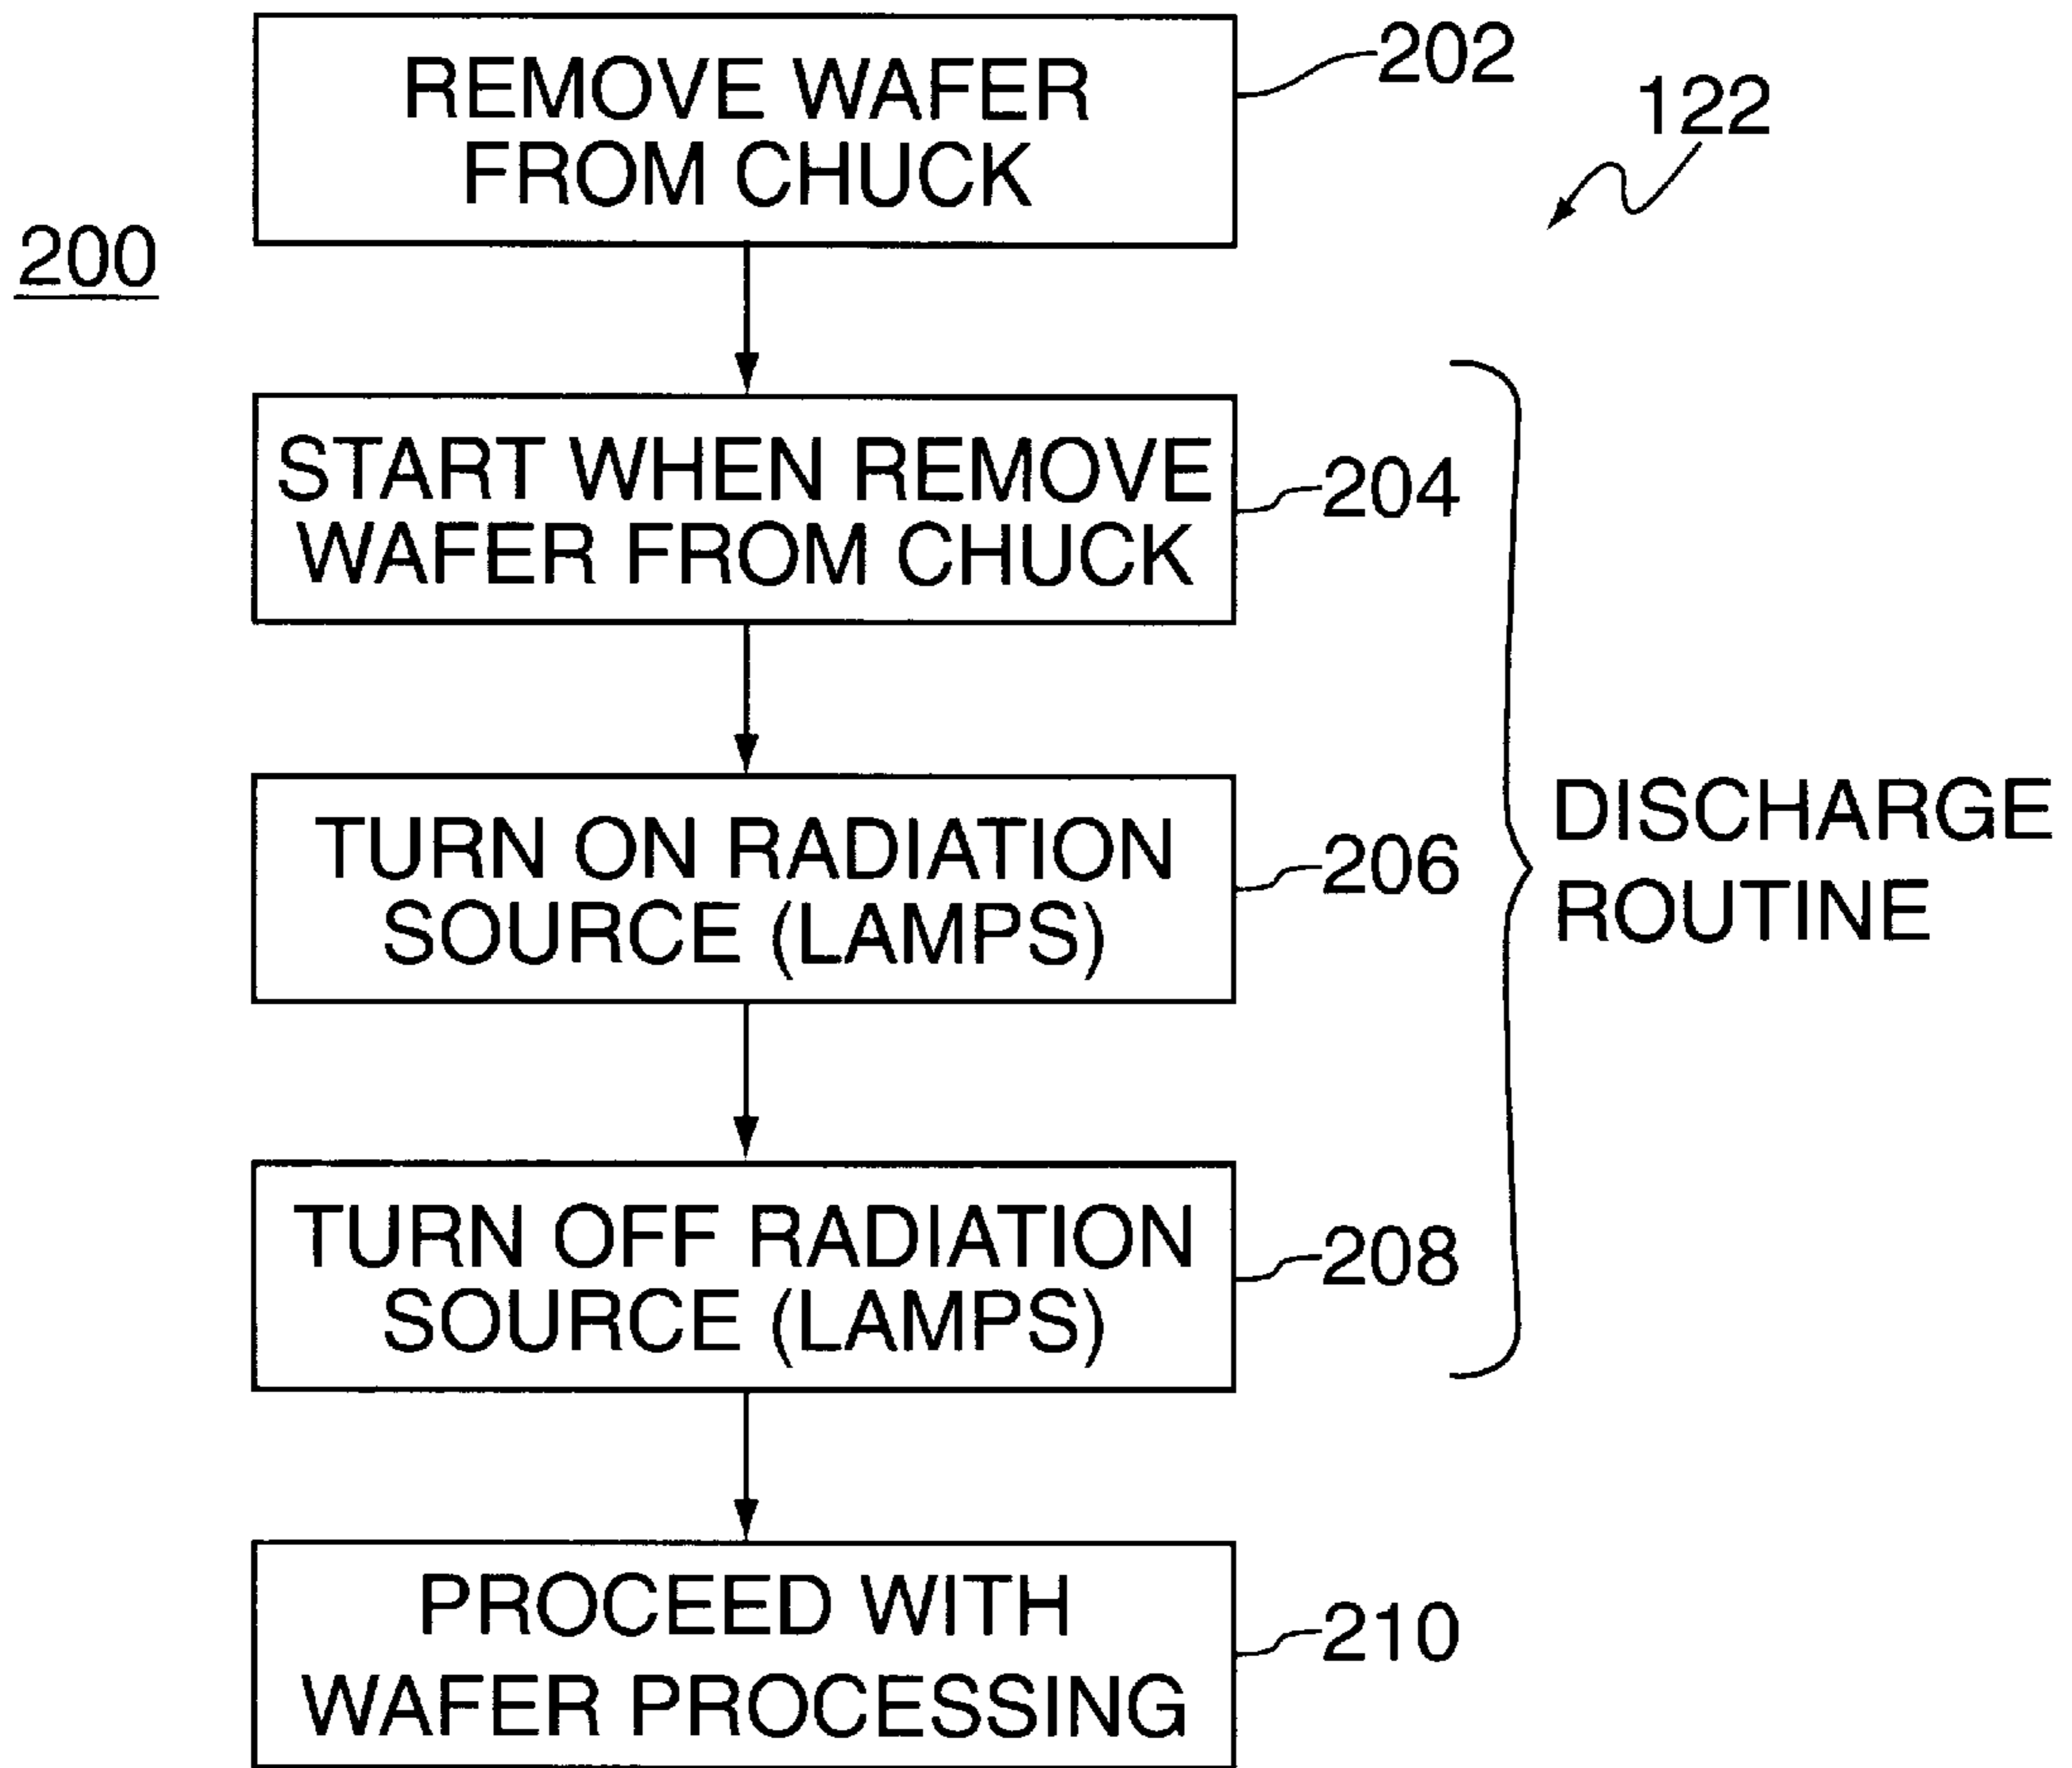 REMOVE WAFER
FROM CHUCK
202
122
200
START WHEN REMOVE
WAFER FROM CHUCK
204
TURN ON RADIATION
SOURCE (LAMPS)
206
DISCHARGE
ROUTINE
TURN OFF RADIATION
SOURCE (LAMPS)
208
PROCEED WITH
WAFER PROCESSING
210